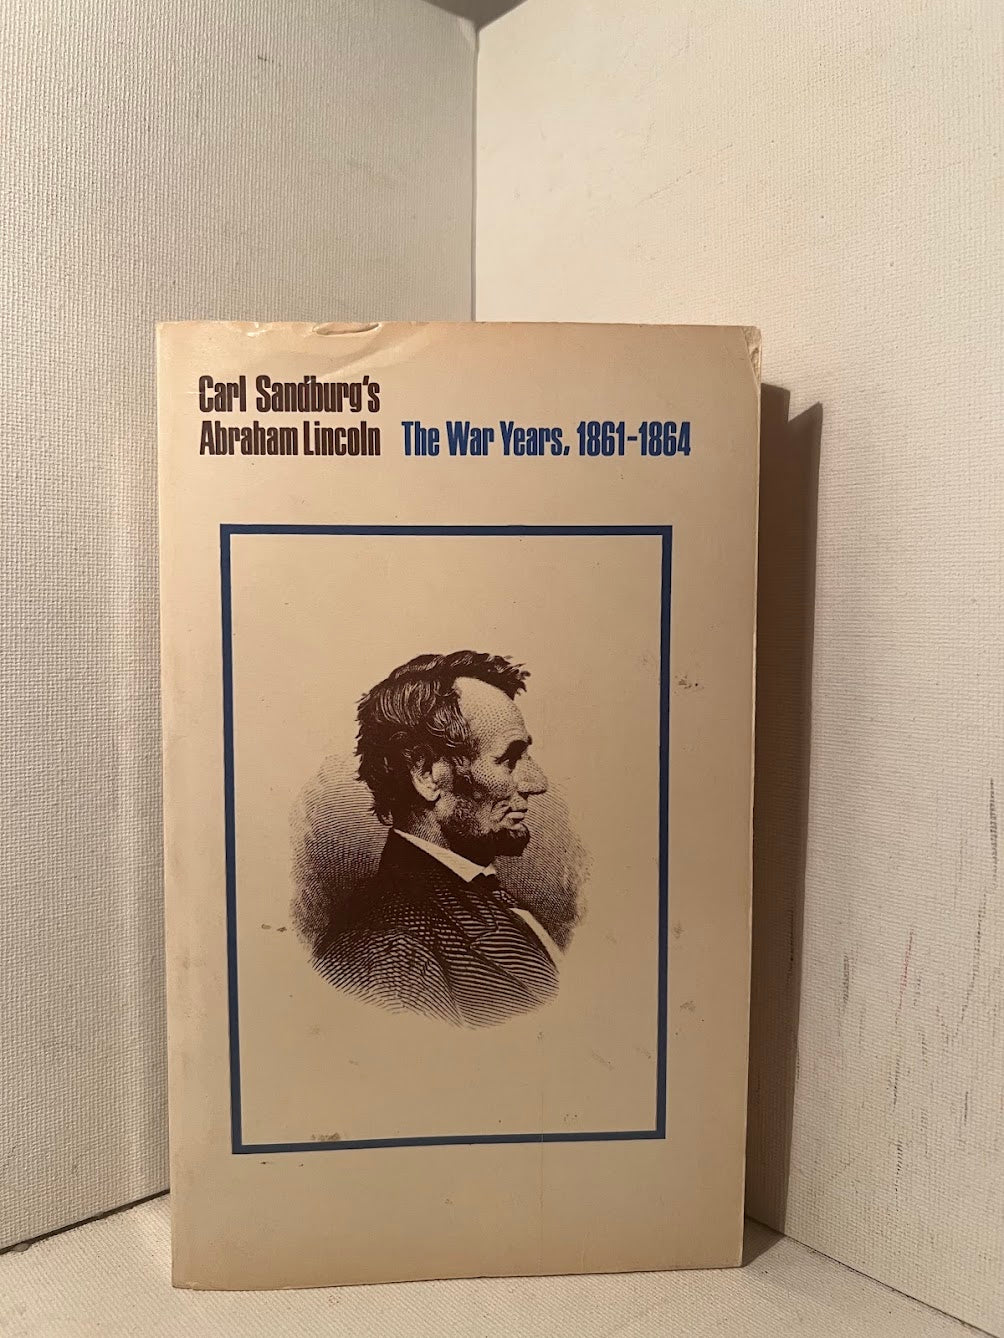 Carl Sandburg's
Abraham Lincoln The War Years, 1861-1864